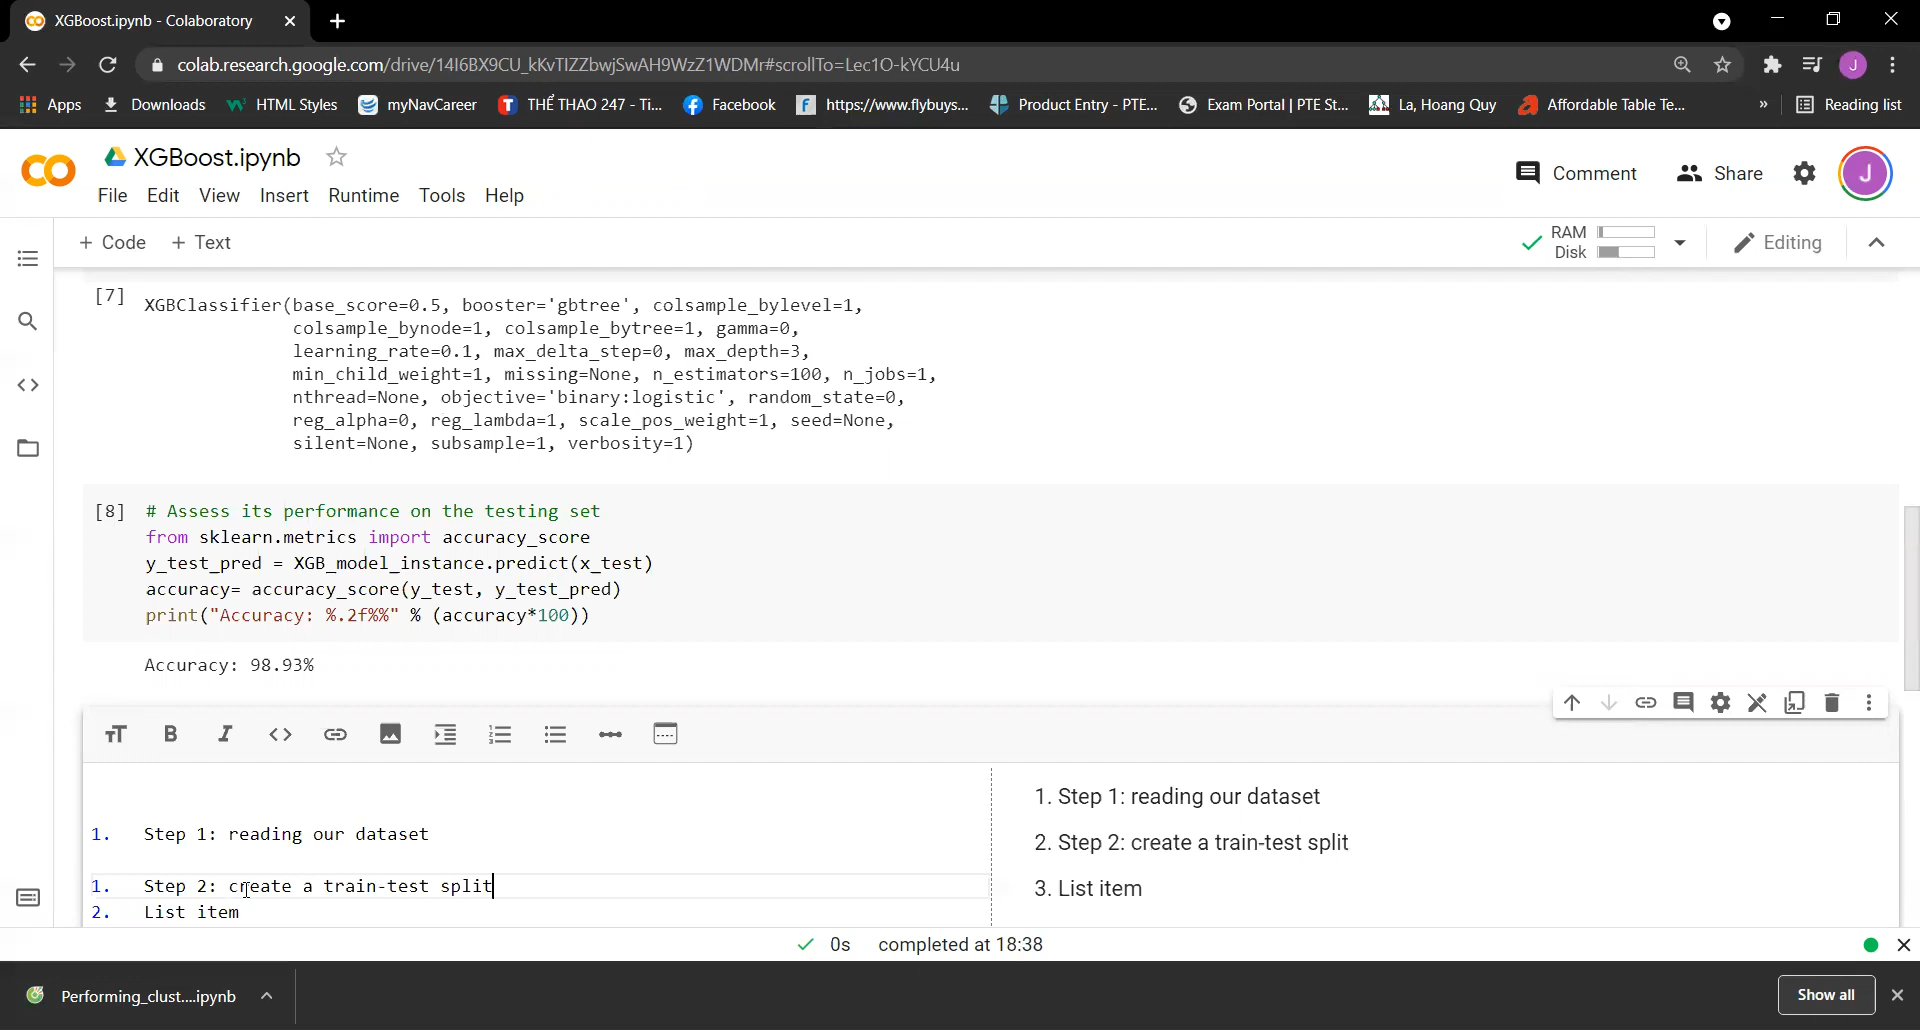 XGBoost.ipynb - Colaboratory
colab.research.google.com/drive/14I6BX9CU_kKvTIZZbwjSwAH9WzZ1WDMr#scrollTo=Lec1O-kYCU4u
J
Apps
Downloads
HTML Styles
myNavCareer
THỂ THAO 247 - Ti...
Facebook
https://www.flybuys...
Product Entry - PTE...
Exam Portal | PTE St...
La, Hoang Quy
Affordable Table Te...
»
Reading list
XGBoost.ipynb
Comment
Share
J
File Edit View Insert Runtime Tools Help
+ Code + Text
RAM
Disk
Editing
[7] XGBClassifier(base_score=0.5, booster='gbtree', colsample_bylevel=1,
colsample_bynode=1, colsample_bytree=1, gamma=0,
learning_rate=0.1, max_delta_step=0, max_depth=3,
min_child_weight=1, missing=None, n_estimators=100, n_jobs=1,
nthread=None, objective='binary:logistic', random_state=0,
reg_alpha=0, reg_lambda=1, scale_pos_weight=1, seed=None,
silent=None, subsample=1, verbosity=1)
[8] # Assess its performance on the testing set
from sklearn.metrics import accuracy_score
y_test_pred = XGB_model_instance.predict(x_test)
accuracy= accuracy_score(y_test, y_test_pred)
print("Accuracy: %.2f%%" % (accuracy*100))
Accuracy: 98.93%
1. Step 1: reading our dataset
1. Step 2: create a train-test split
2. List item
1. Step 1: reading our dataset
2. Step 2: create a train-test split
3. List item
0s completed at 18:38
Performing_clust....ipynb
Show all